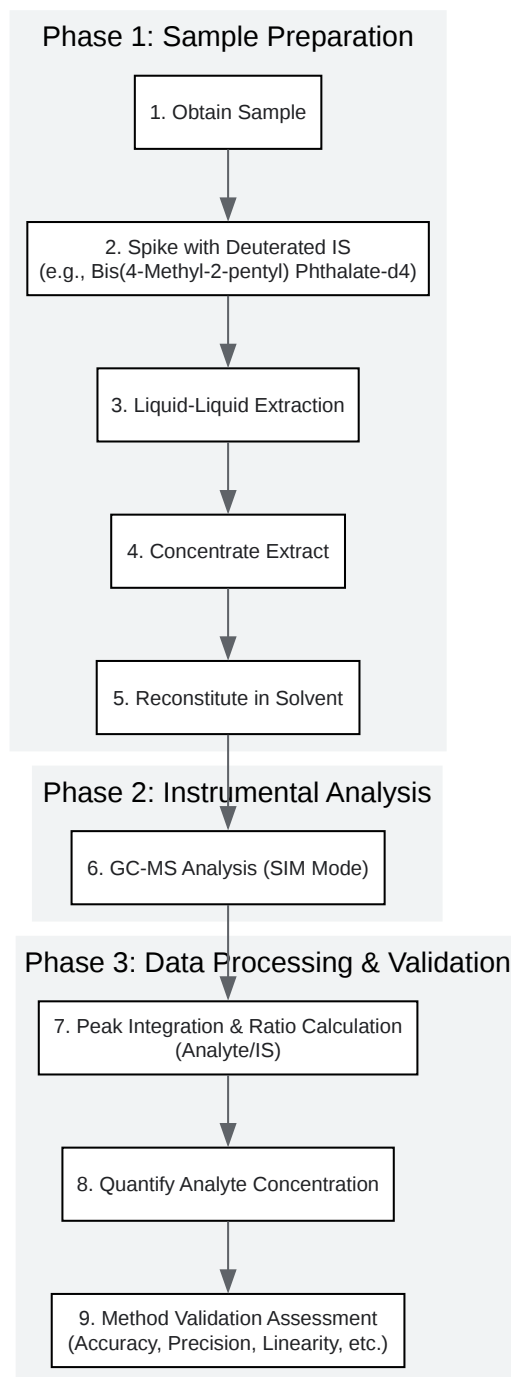 Phase 1: Sample Preparation
1. Obtain Sample
2. Spike with Deuterated IS
(e.g., Bis(4-Methyl-2-pentyl) Phthalate-d4)
3. Liquid-Liquid Extraction
4. Concentrate Extract
5. Reconstitute in Solvent
Phase 2: Instrumental Analysis
6. GC-MS Analysis (SIM Mode)
Phase 3: Data Processing & Validation
7. Peak Integration & Ratio Calculation
(Analyte/IS)
8. Quantify Analyte Concentration
9. Method Validation Assessment
(Accuracy, Precision, Linearity, etc.)